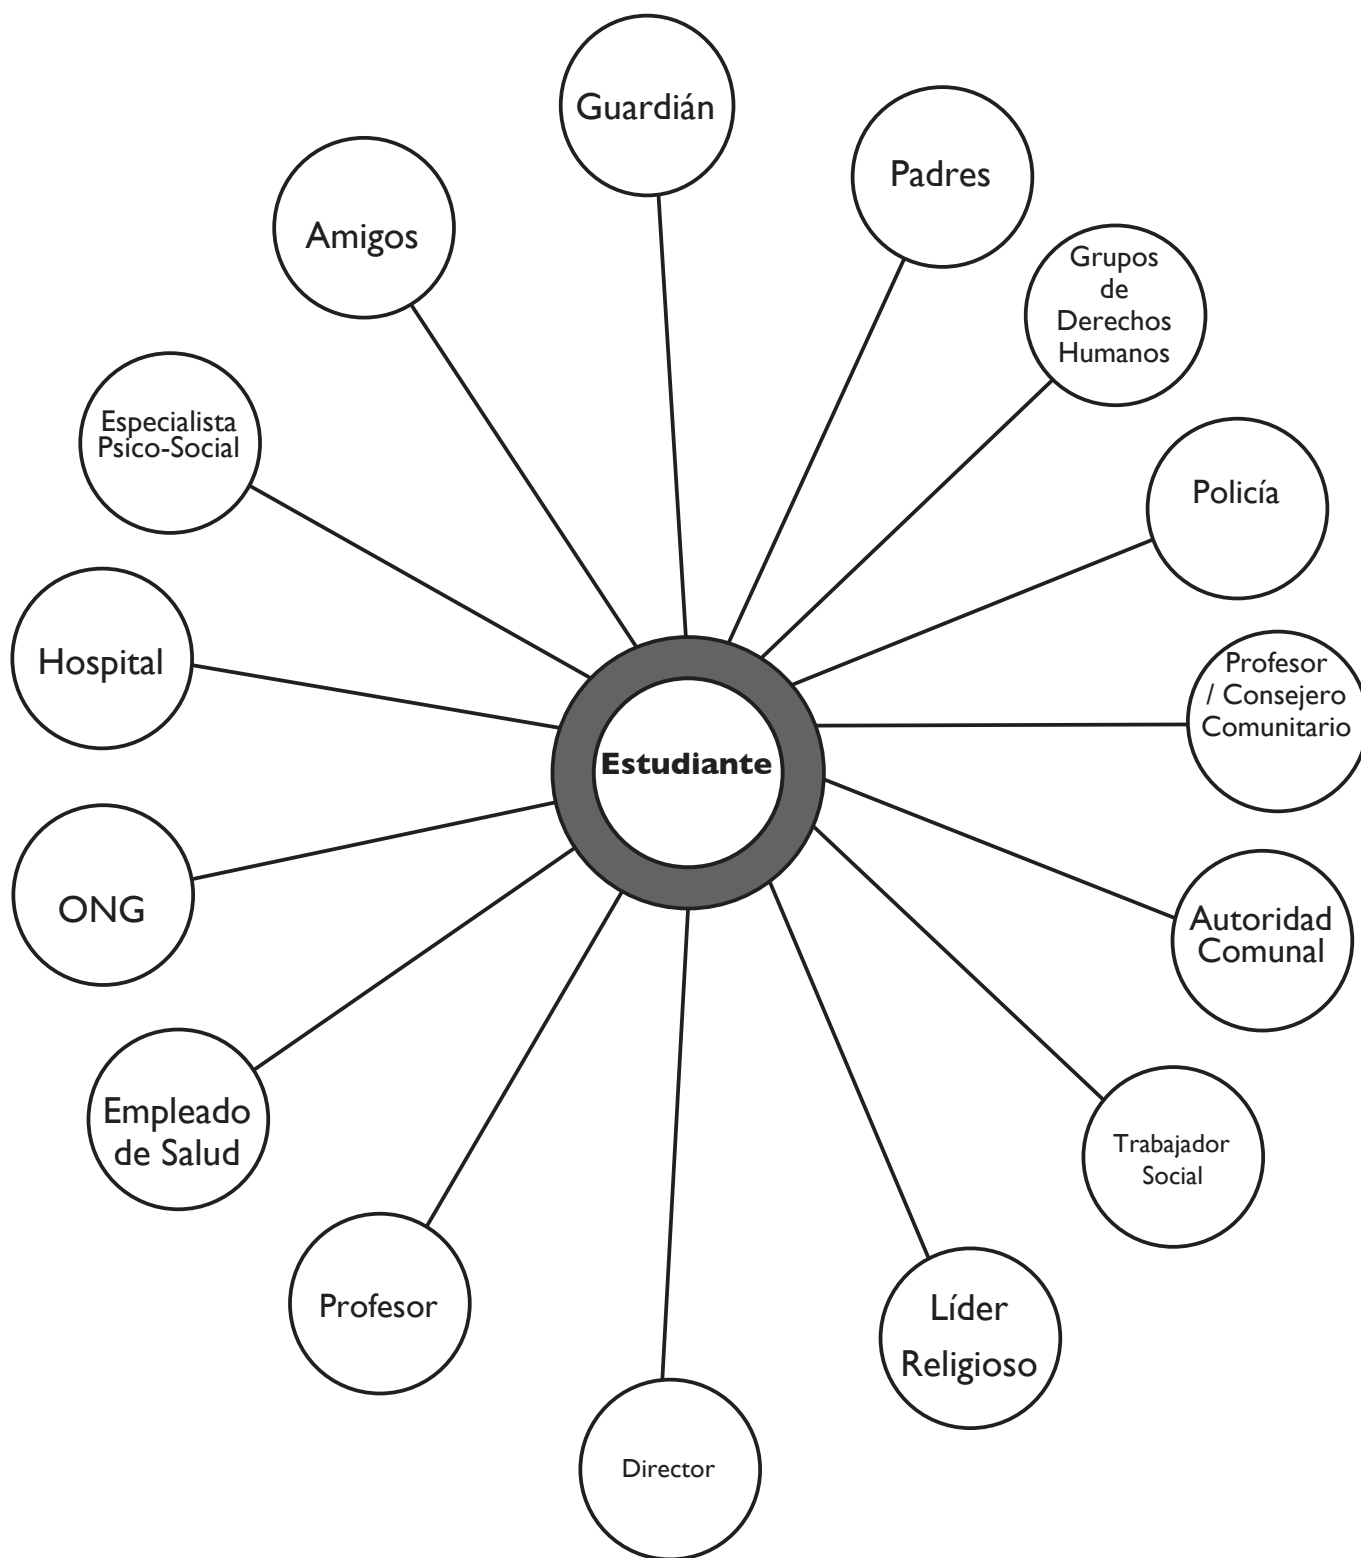 Guardián
Padres
Amigos
Grupos
de
Derechos
Humanos
Especialista
Psico-Social
Policía
Hospital
Profesor
/ Consejero
Comunitario
Estudiante
ONG
Autoridad
Comunal
Empleado
de Salud
Trabajador
Social
Profesor
Líder
Religioso
Director